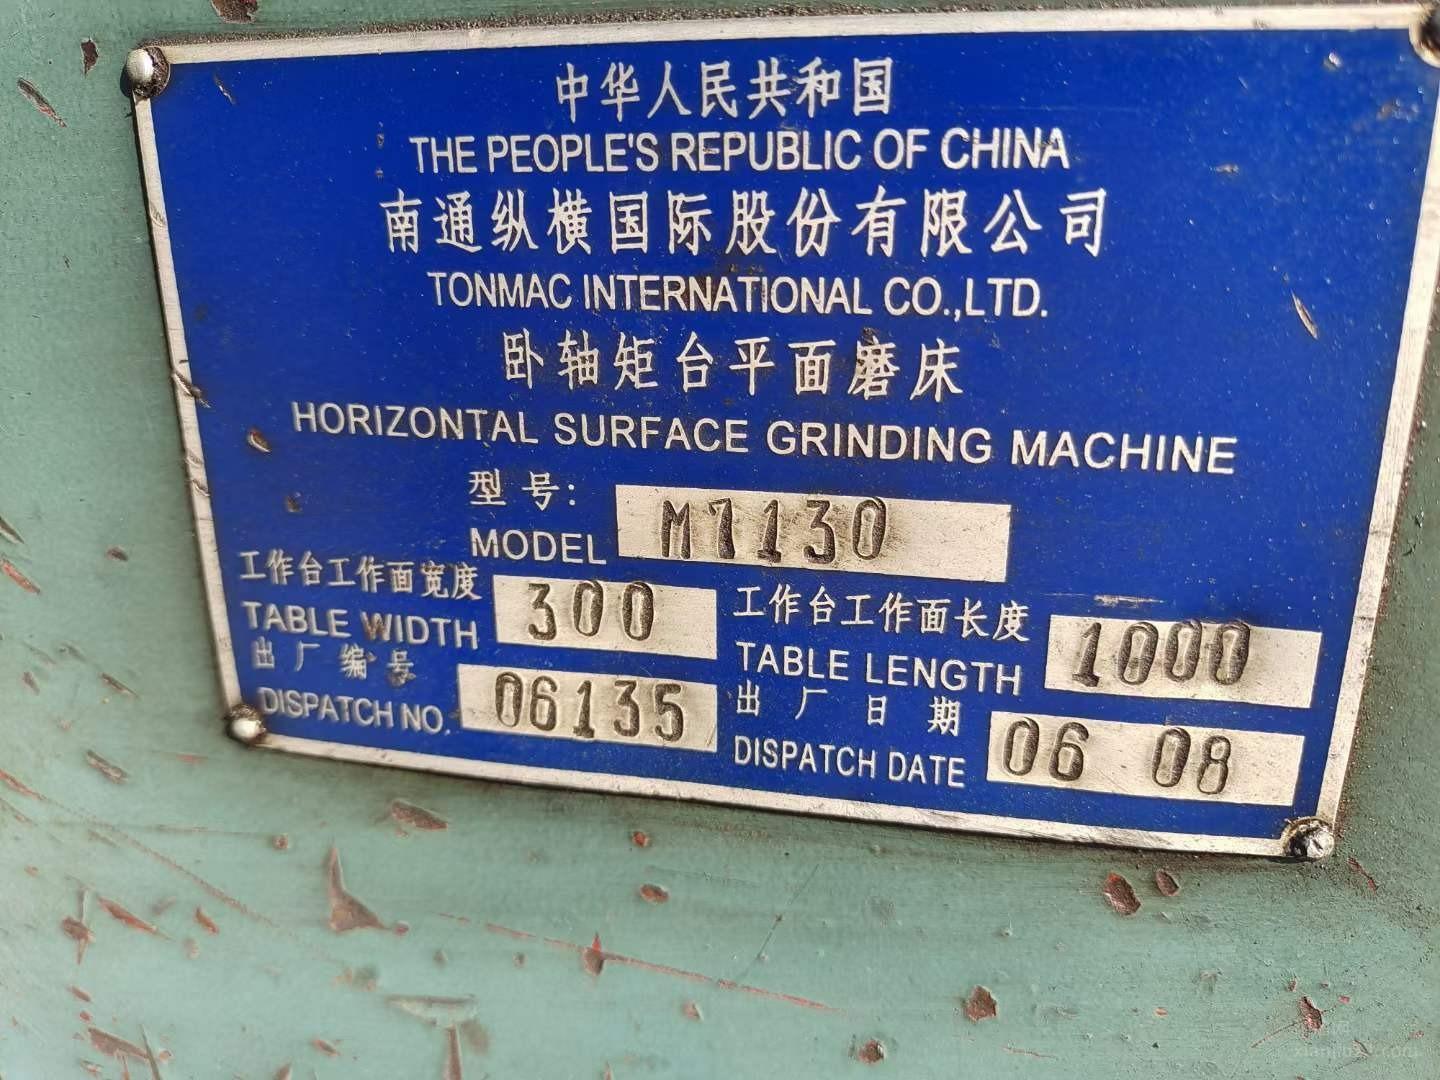 中华人民共和国
THE PEOPLE'S REPUBLIC OF CHINA
南通纵横国际股份有限公司
TONMAC INTERNATIONAL CO.,LTD.
卧轴矩台平面磨床
HORIZONTAL SURFACE GRINDING MACHINE
型号:
MODEL M7130
工作台工作面宽度
TABLE WIDTH 300
工作台工作面长度
TABLE LENGTH 1000
出厂编号
DISPATCH NO. 06135
出厂日期
DISPATCH DATE 06 08